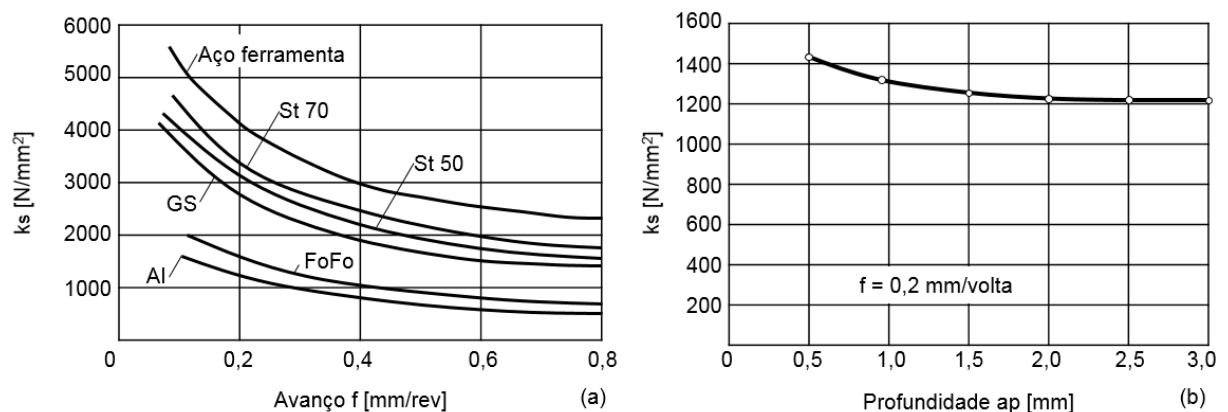 6000
5000
4000
3000
2000
1000
0
0,2
0,4
0,6
0,8
ks [N/mm²]
Aço ferramenta
St 70
St 50
GS
FoFo
Al
Avanço f [mm/rev]
(a)
1600
1400
1200
1000
800
600
400
200
0
0,5
1,0
1,5
2,0
2,5
3,0
ks [N/mm²]
f = 0,2 mm/volta
Profundidade ap [mm]
(b)